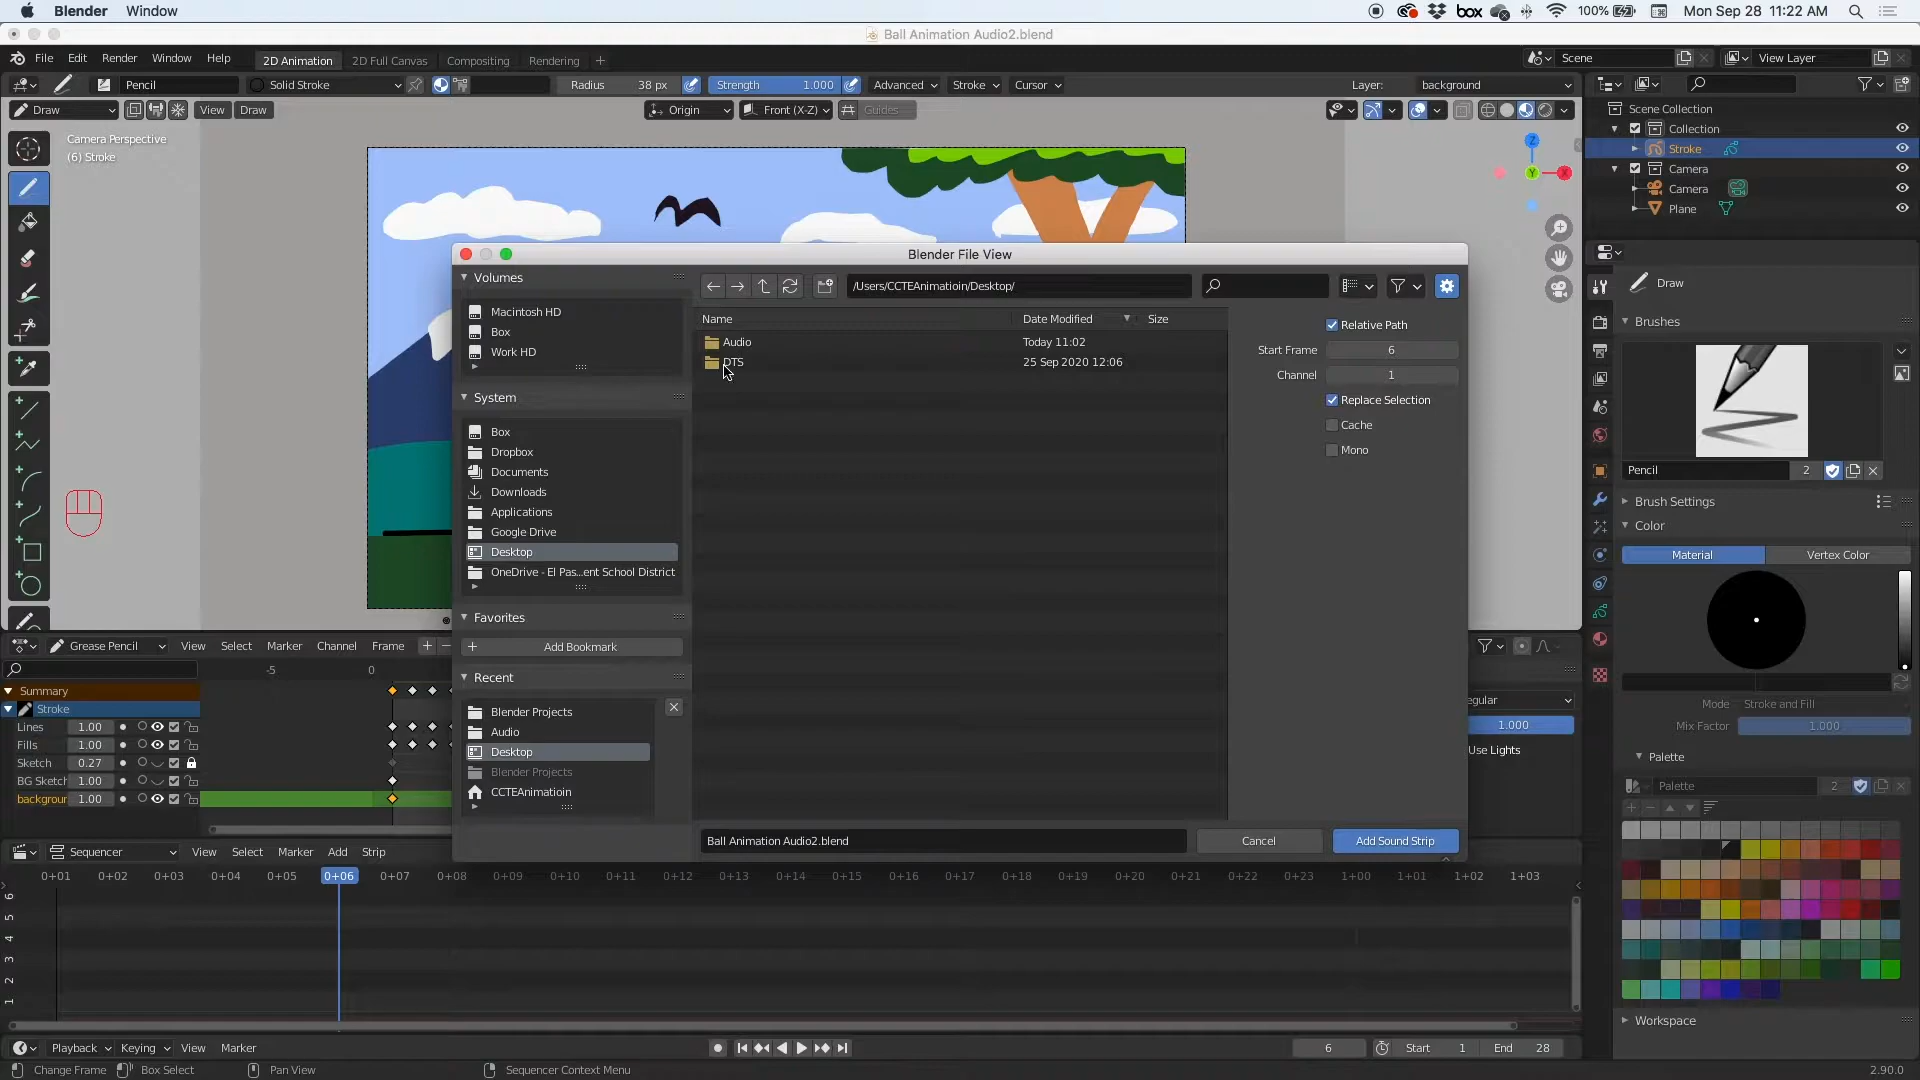 Blender Window box 100% Mon Sep 28 11:22 AM
Ball Animation Audio2.blend
File Edit Render Window Help 2D Animation 2D Full Canvas Compositing Rendering + Scene View Layer
Pencil Solid Stroke Radius 38 px Strength 1.000 Advanced Stroke Cursor Layer: background
Draw View Draw Origin Front (X-Z) Guides
Camera Perspective
(6) Stroke
Z
Y
X
Scene Collection
Collection
Stroke
Camera
Camera
Plane
Blender File View
Volumes
Macintosh HD
Box
Work HD
System
Box
Dropbox
Documents
Downloads
Applications
Google Drive
Desktop
OneDrive - El Pas...ent School District
Favorites
Add Bookmark
Recent
Blender Projects
Audio
Desktop
Blender Projects
CCTEAnimatioin
/Users/CCTEAnimatioin/Desktop/
Name Date Modified Size
Audio Today 11:02
DTS 25 Sep 2020 12:06
Relative Path
Start Frame 6
Channel 1
Replace Selection
Cache
Mono
Ball Animation Audio2.blend Cancel Add Sound Strip
Draw
Brushes
Pencil 2
Brush Settings
Color
Material Vertex Color
Mode Stroke and Fill
Mix Factor 1.000
Palette
Palette 2
Workspace
Grease Pencil View Select Marker Channel Frame
-5 0
Summary
Stroke
Lines 1.00
Fills 1.00
Sketch 0.27
BG Sketch 1.00
backgrour 1.00
egular
1.000
Use Lights
Sequencer View Select Marker Add Strip
0+01 0+02 0+03 0+04 0+05 0+06 0+07 0+08 0+09 0+10 0+11 0+12 0+13 0+14 0+15 0+16 0+17 0+18 0+19 0+20 0+21 0+22 0+23 1+00 1+01 1+02 1+03
6
5
4
3
2
1
Playback Keying View Marker 6 Start 1 End 28
Change Frame Box Select Pan View Sequencer Context Menu 2.90.0